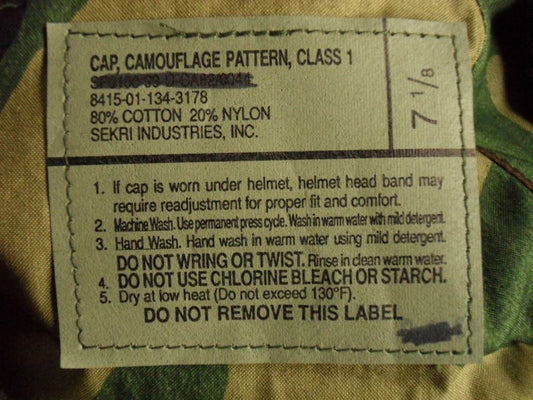 CAP, CAMOUFLAGE PATTERN, CLASS 1
8415-01-134-3178
80% COTTON 20% NYLON
SEKRI INDUSTRIES, INC.
7 1/8
1. If cap is worn under helmet, helmet head band may
require readjustment for proper fit and comfort.
2. Machine Wash. Use permanent press cycle. Wash in warm water with mild detergent.
3. Hand Wash. Hand wash in warm water using mild detergent.
DO NOT WRING OR TWIST. Rinse in clean warm water.
4. DO NOT USE CHLORINE BLEACH OR STARCH.
5. Dry at low heat (Do not exceed 130°F).
DO NOT REMOVE THIS LABEL